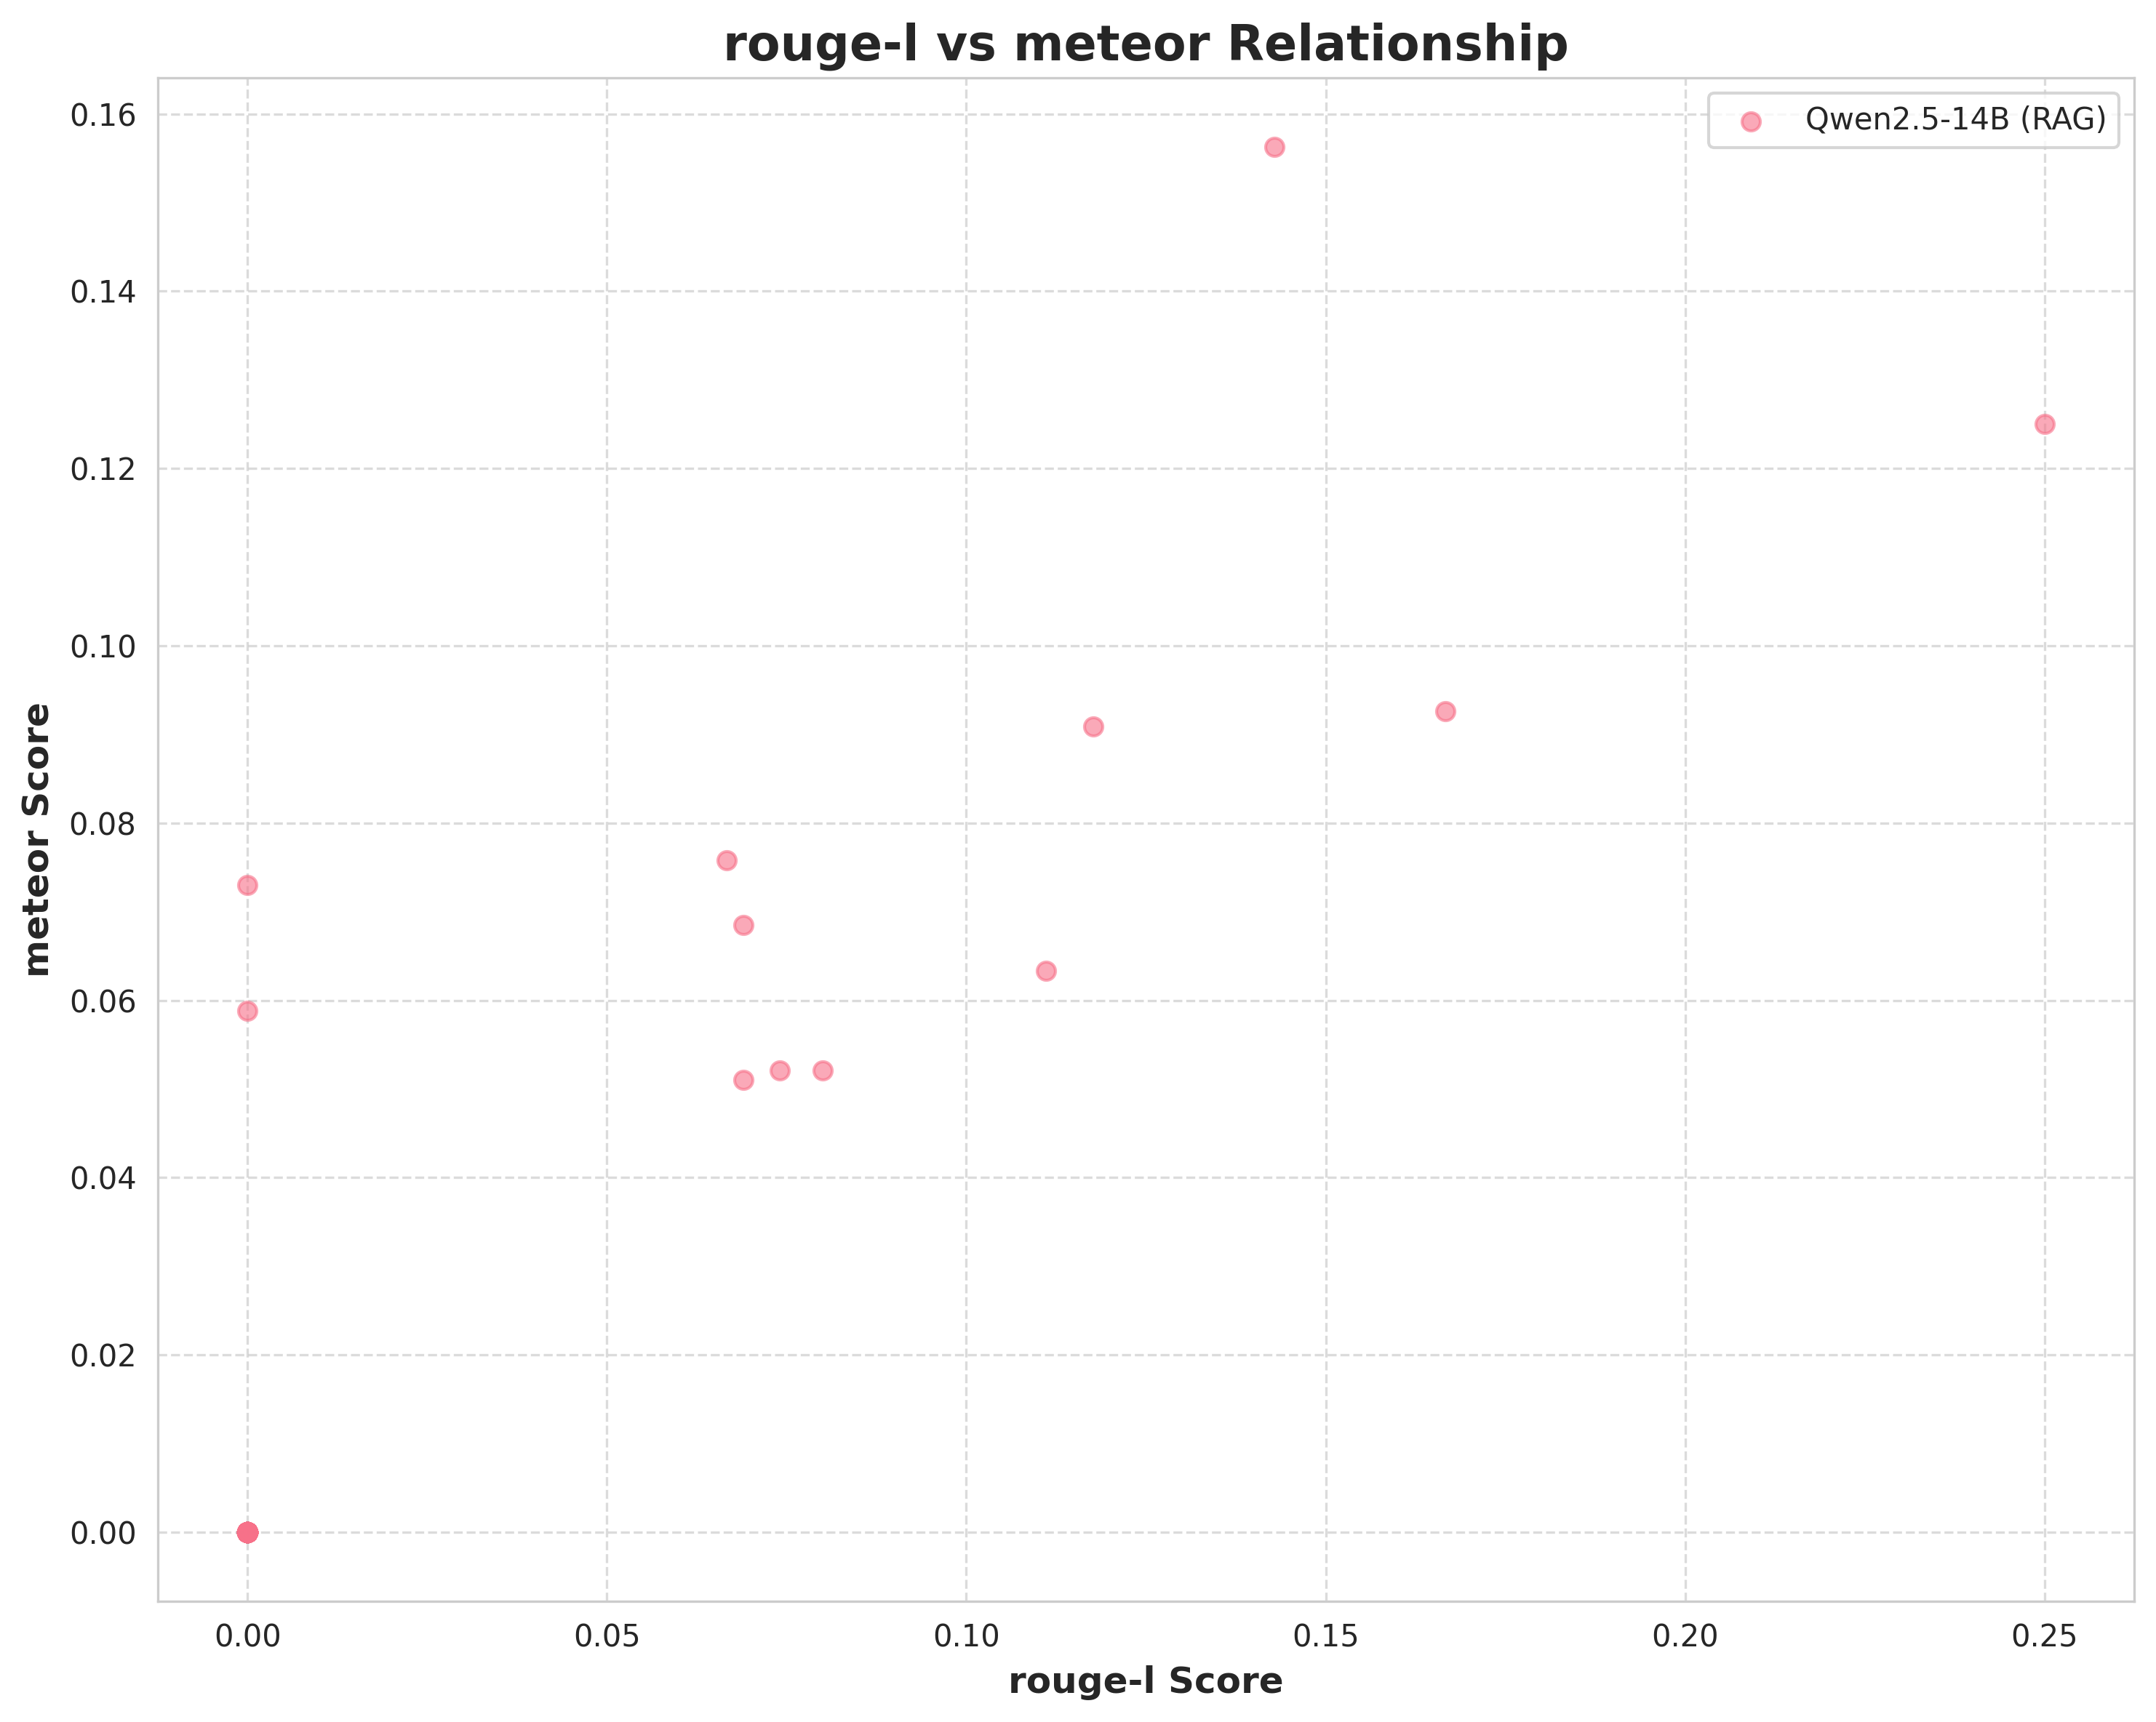 rouge-l vs meteor Relationship
Qwen2.5-14B (RAG)
meteor Score
0.16
0.14
0.12
0.10
0.08
0.06
0.04
0.02
0.00
0.00 0.05 0.10 0.15 0.20 0.25
rouge-l Score